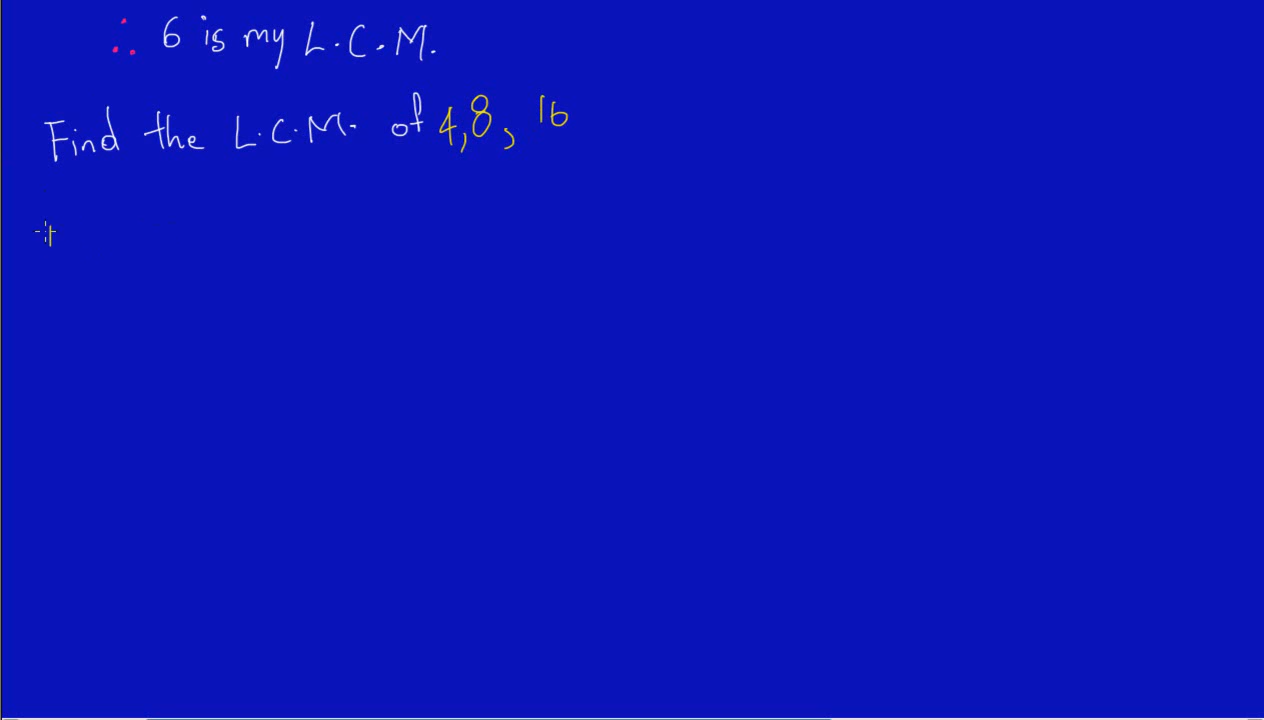 ∴ 6 is my L.C.M.
Find the L.C.M. of 4,8, 16